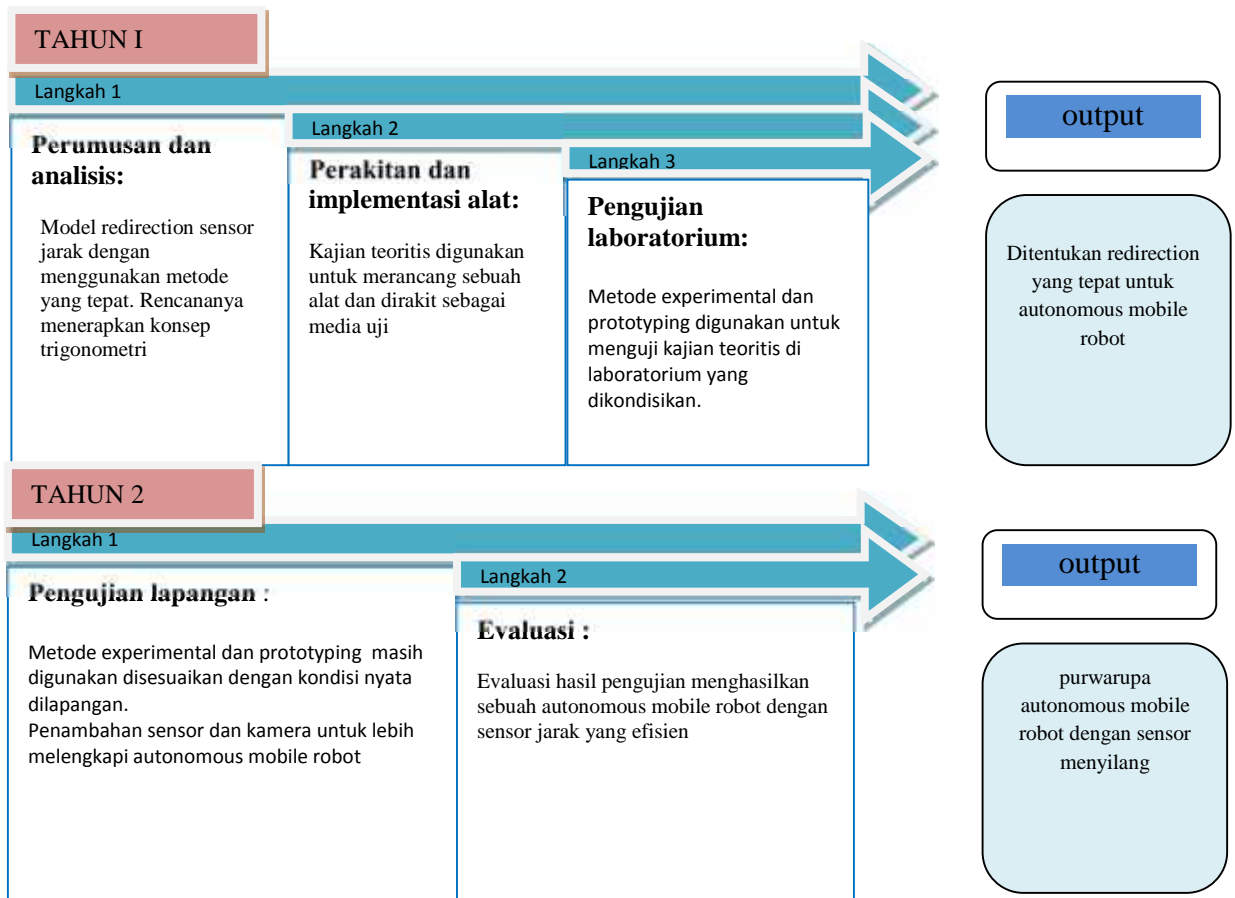 TAHUN I
Langkah 1
Perumusan dan
analisis:
Model redirection sensor
jarak dengan
menggunakan metode
yang tepat. Rencananya
menerapkan konsep
trigonometri
Langkah 2
Perakitan dan
implementasi alat:
Kajian teoritis digunakan
untuk merancang sebuah
alat dan dirakit sebagai
media uji
Langkah 3
Pengujian
laboratorium:
Metode experimental dan
prototyping digunakan untuk
menguji kajian teoritis di
laboratorium yang
dikondisikan.
output
Ditentukan redirection
yang tepat untuk
autonomous mobile
robot
TAHUN 2
Langkah 1
Pengujian lapangan :
Metode experimental dan prototyping masih
digunakan disesuaikan dengan kondisi nyata
dilapangan.
Penambahan sensor dan kamera untuk lebih
melengkapi autonomous mobile robot
Langkah 2
Evaluasi :
Evaluasi hasil pengujian menghasilkan
sebuah autonomous mobile robot dengan
sensor jarak yang efisien
output
purwarupa
autonomous mobile
robot dengan sensor
menyilang